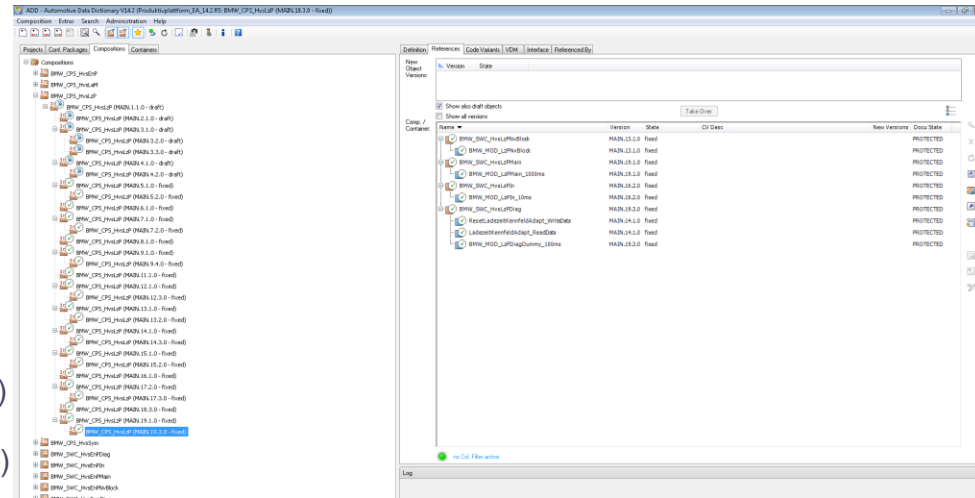 ADD - Automotive Data Dictionary V14.2 (Produktivplattform_EA_14.2.95: BMW_CPS_HvsLzP (MAIN.19.3.0 - fixed))
Composition Extras Search Administration Help
Projects Conf. Packages Compositions Containers
Compositions
BMW_CPS_HvsEnP
BMW_CPS_HvsLaM
BMW_CPS_HvsLzP
BMW_CPS_HvsLzP (MAIN.1.1.0 - draft)
BMW_CPS_HvsLzP (MAIN.2.1.0 - draft)
BMW_CPS_HvsLzP (MAIN.3.1.0 - draft)
BMW_CPS_HvsLzP (MAIN.3.2.0 - draft)
BMW_CPS_HvsLzP (MAIN.3.3.0 - draft)
BMW_CPS_HvsLzP (MAIN.4.1.0 - draft)
BMW_CPS_HvsLzP (MAIN.4.2.0 - draft)
BMW_CPS_HvsLzP (MAIN.5.1.0 - fixed)
BMW_CPS_HvsLzP (MAIN.5.2.0 - fixed)
BMW_CPS_HvsLzP (MAIN.6.1.0 - fixed)
BMW_CPS_HvsLzP (MAIN.7.1.0 - fixed)
BMW_CPS_HvsLzP (MAIN.7.2.0 - fixed)
BMW_CPS_HvsLzP (MAIN.8.1.0 - fixed)
BMW_CPS_HvsLzP (MAIN.9.1.0 - fixed)
BMW_CPS_HvsLzP (MAIN.9.4.0 - fixed)
BMW_CPS_HvsLzP (MAIN.11.1.0 - fixed)
BMW_CPS_HvsLzP (MAIN.12.1.0 - fixed)
BMW_CPS_HvsLzP (MAIN.12.3.0 - fixed)
BMW_CPS_HvsLzP (MAIN.13.1.0 - fixed)
BMW_CPS_HvsLzP (MAIN.13.2.0 - fixed)
BMW_CPS_HvsLzP (MAIN.14.1.0 - fixed)
BMW_CPS_HvsLzP (MAIN.14.3.0 - fixed)
BMW_CPS_HvsLzP (MAIN.15.1.0 - fixed)
BMW_CPS_HvsLzP (MAIN.15.2.0 - fixed)
BMW_CPS_HvsLzP (MAIN.16.1.0 - fixed)
BMW_CPS_HvsLzP (MAIN.17.2.0 - fixed)
BMW_CPS_HvsLzP (MAIN.17.3.0 - fixed)
BMW_CPS_HvsLzP (MAIN.18.3.0 - fixed)
BMW_CPS_HvsLzP (MAIN.19.1.0 - fixed)
BMW_CPS_HvsLzP (MAIN.19.3.0 - fixed)
BMW_CPS_HvsSym
BMW_SWC_HvsEnPDiag
BMW_SWC_HvsEnPIn
BMW_SWC_HvsEnPMain
BMW_SWC_HvsEnPNvBlock
)
)
Definition References Code Variants VDM Interface Referenced By
New Object Versions:
Version State
Show also draft objects
Show all versions
Take Over
Comp. / Container:
Name Version State CV Desc New Versions Docu State
BMW_SWC_HvsLzPNvBlock MAIN.13.1.0 fixed PROTECTED
BMW_MOD_LzPNvBlock MAIN.13.1.0 fixed PROTECTED
BMW_SWC_HvsLzPMain MAIN.19.1.0 fixed PROTECTED
BMW_MOD_LzPMain_1000ms MAIN.19.1.0 fixed PROTECTED
BMW_SWC_HvsLzPIn MAIN.16.2.0 fixed PROTECTED
BMW_MOD_LzPIn_10ms MAIN.18.2.0 fixed PROTECTED
BMW_SWC_HvsLzPDiag MAIN.19.3.0 fixed PROTECTED
ResetLadezeitKennfeldAdapt_WriteData MAIN.14.1.0 fixed PROTECTED
LadezeitKennfeldAdapt_ReadData MAIN.14.1.0 fixed PROTECTED
BMW_MOD_LzPDiagDummy_100ms MAIN.19.3.0 fixed PROTECTED
no Col. Filter active
Log